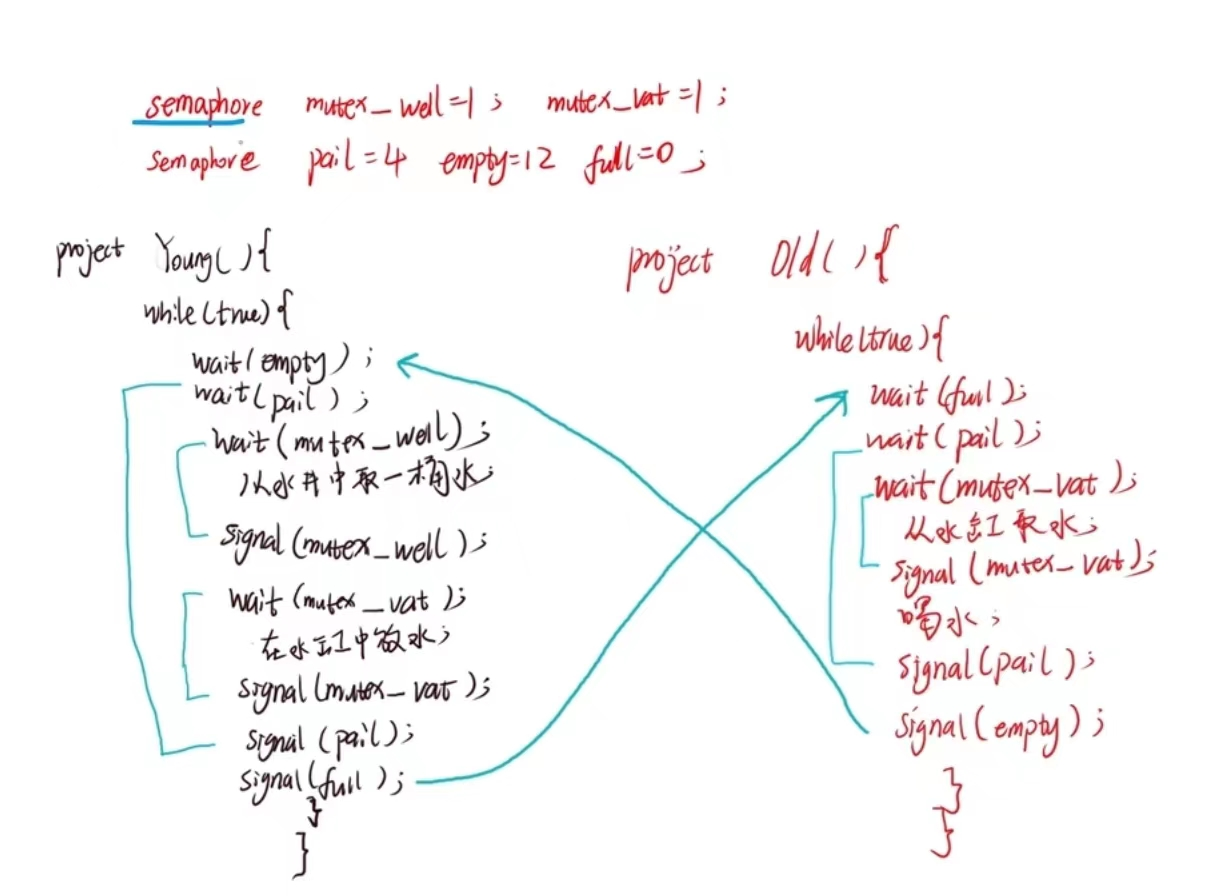 semaphore mutex_well=1; mutex_vat=1;
semaphore pail=4 empty=12 full=0;
project Young(){
while(true){
wait(empty);
wait(pail);
wait(mutex_well);
从水井中取一桶水;
signal(mutex_well);
wait(mutex_vat);
在水缸中放水;
signal(mutex_vat);
signal(pail);
signal(full);
}
}
project Old(){
while(true){
wait(full);
wait(pail);
wait(mutex_vat);
从水缸取水;
signal(mutex_vat);
喝水;
signal(pail);
signal(empty);
}
}